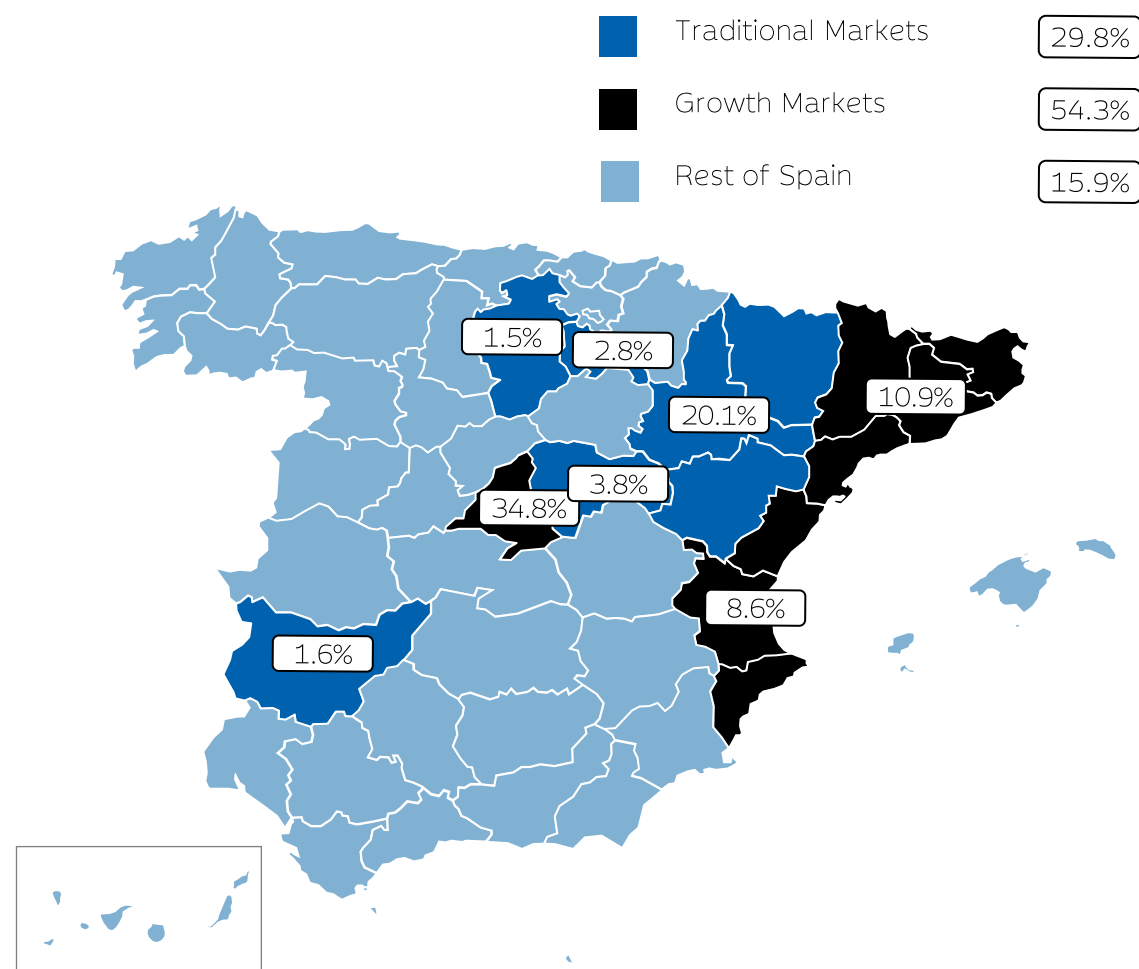 Traditional Markets 29.8%
Growth Markets 54.3%
Rest of Spain 15.9%
1.5%
2.8%
10.9%
20.1%
3.8%
34.8%
8.6%
1.6%